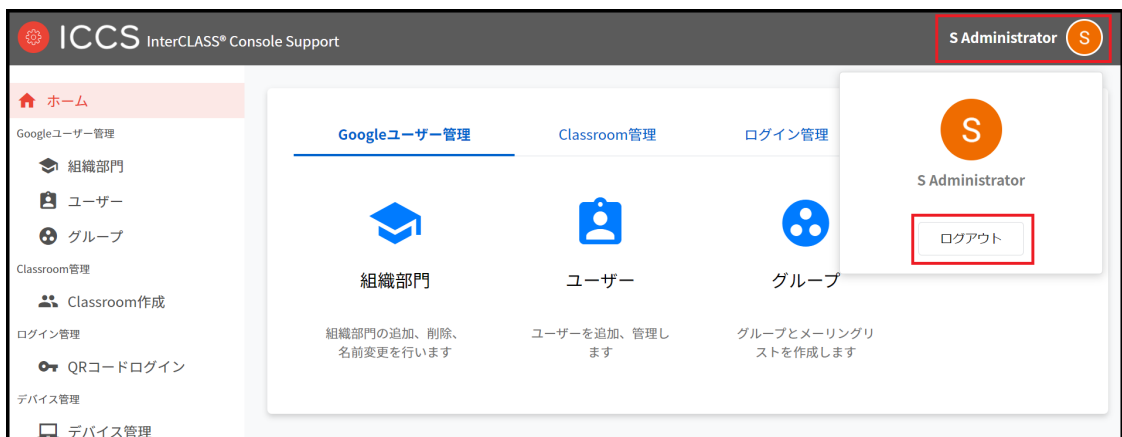 ICCS InterCLASS® Console Support
S Administrator
S
ホーム
Googleユーザー管理
組織部門
ユーザー
グループ
Classroom管理
Classroom作成
ログイン管理
QRコードログイン
デバイス管理
デバイス管理
Googleユーザー管理
Classroom管理
ログイン管理
組織部門
組織部門の追加、削除、
名前変更を行います
ユーザー
ユーザーを追加、管理し
ます
グループ
グループとメーリングリ
ストを作成します
S
S Administrator
ログアウト